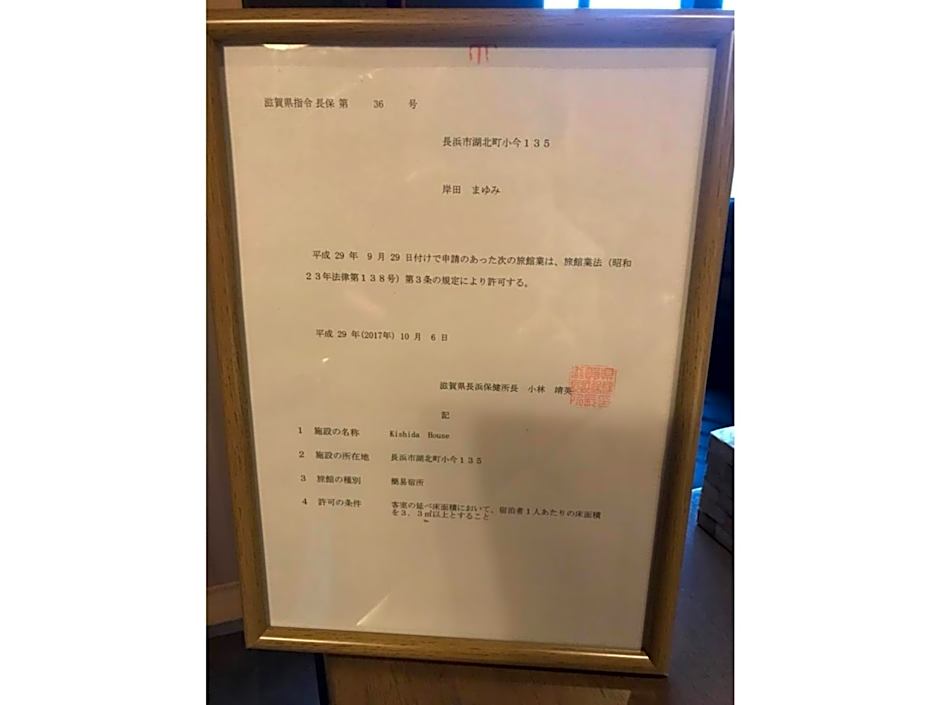 滋賀県指令 長保 第 36 号
長浜市湖北町小今135
岸田 まゆみ
平成 29 年 9 月 29 日付けで申請のあった次の旅館業は、旅館業法（昭和
23年法律第138号）第3条の規定により許可する。
平成 29 年(2017年) 10 月 6 日
滋賀県長浜保健所長 小林 靖英
記
1 施設の名称 Kishida House
2 施設の所在地 長浜市湖北町小今135
3 旅館の種別 簡易宿所
4 許可の条件 客室の延べ床面積において、宿泊者1人あたりの床面積
を3.3㎡以上とすること